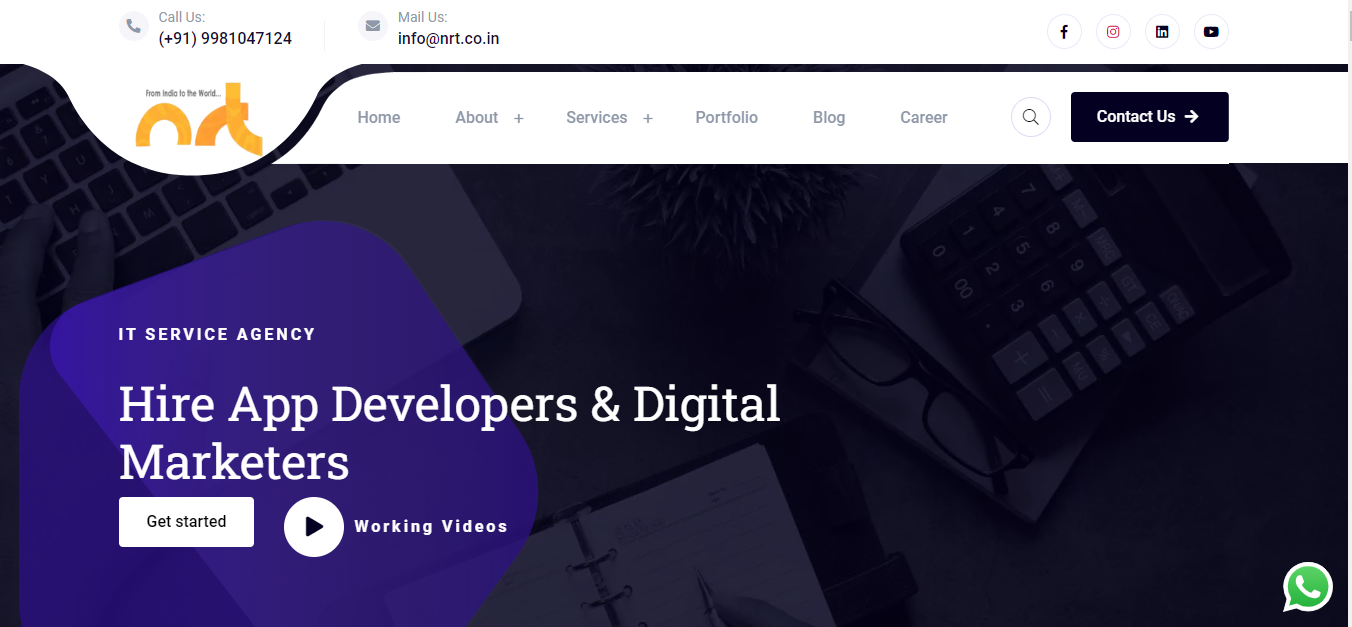 Call Us:
(+91) 9981047124
Mail Us:
info@nrt.co.in
From India to the World...
nrt
Home
About +
Services +
Portfolio
Blog
Career
Contact Us
IT SERVICE AGENCY
Hire App Developers & Digital
Marketers
Get started
Working Videos